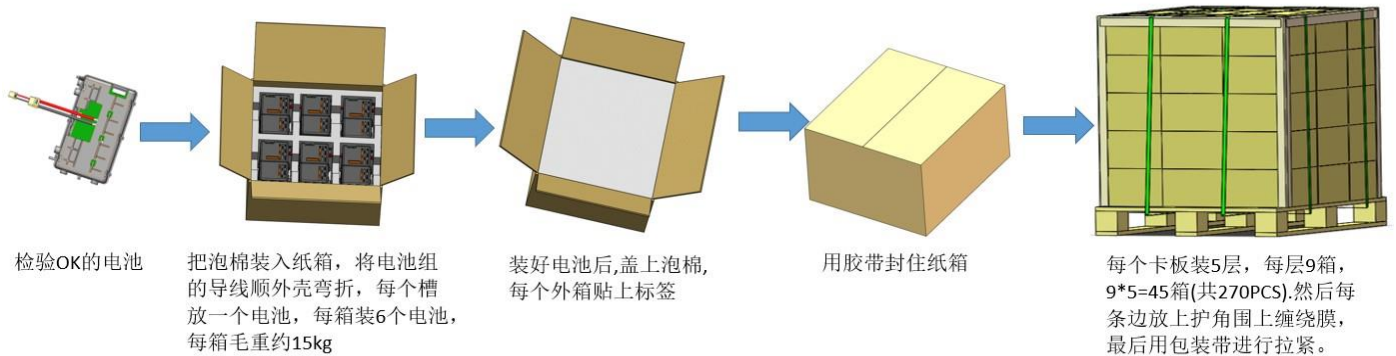 检验OK的电池
把泡棉装入纸箱，将电池组
的导线顺外壳弯折，每个槽
放一个电池，每箱装6个电池，
每箱毛重约15kg
装好电池后,盖上泡棉,
每个外箱贴上标签
用胶带封住纸箱
每个卡板装5层，每层9箱，
9*5=45箱(共270PCS).然后每
条边放上护角围上缠绕膜，
最后用包装带进行拉紧。